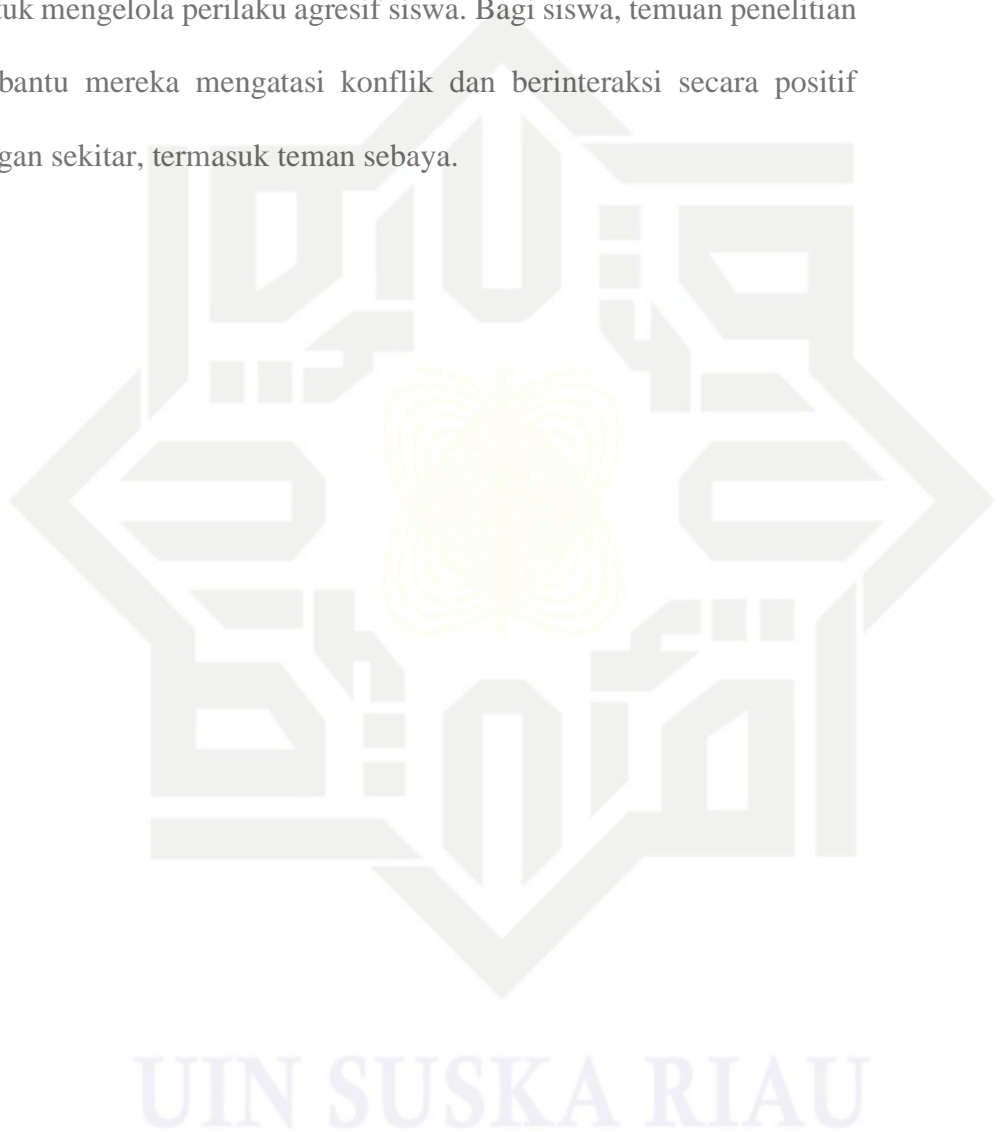 tuk mengelola perilaku agresif siswa. Bagi siswa, temuan penelitian
bantu mereka mengatasi konflik dan berinteraksi secara positif
gan sekitar, termasuk teman sebaya.
UIN SUSKA RIAU